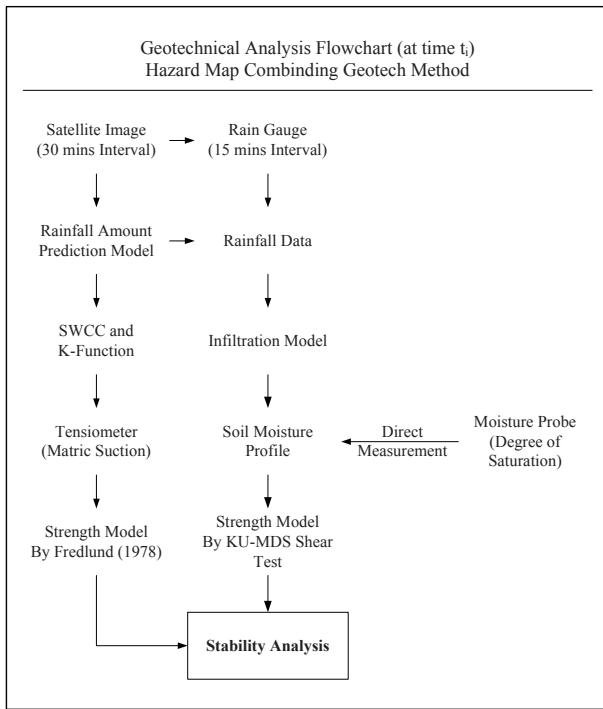 Geotechnical Analysis Flowchart (at time ti)
Hazard Map Combinding Geotech Method
Satellite Image
(30 mins Interval)
Rain Gauge
(15 mins Interval)
Rainfall Amount
Prediction Model
Rainfall Data
SWCC and
K-Function
Infiltration Model
Tensiometer
(Matric Suction)
Soil Moisture
Profile
Direct
Measurement
Moisture Probe
(Degree of
Saturation)
Strength Model
By Fredlund (1978)
Strength Model
By KU-MDS Shear
Test
Stability Analysis